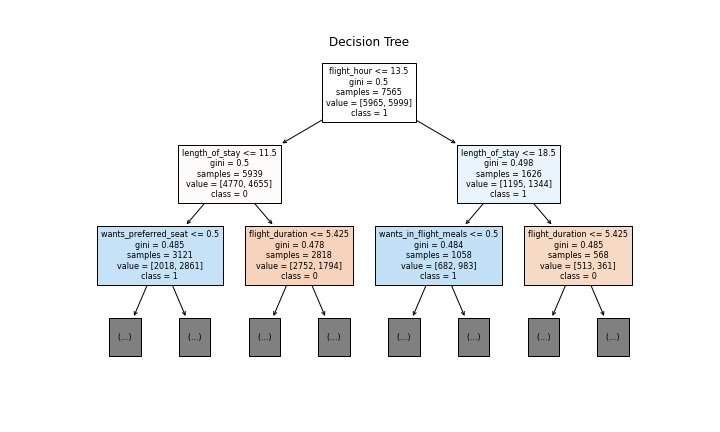 Decision Tree
flight_hour <= 13.5
gini = 0.5
samples = 7565
value = [5965, 5999]
class = 1
length_of_stay <= 11.5
gini = 0.5
samples = 5939
value = [4770, 4655]
class = 0
length_of_stay <= 18.5
gini = 0.498
samples = 1626
value = [1195, 1344]
class = 1
wants_preferred_seat <= 0.5
gini = 0.485
samples = 3121
value = [2018, 2861]
class = 1
flight_duration <= 5.425
gini = 0.478
samples = 2818
value = [2752, 1794]
class = 0
wants_in_flight_meals <= 0.5
gini = 0.484
samples = 1058
value = [682, 983]
class = 1
flight_duration <= 5.425
gini = 0.485
samples = 568
value = [513, 361]
class = 0
(...)
(...)
(...)
(...)
(...)
(...)
(...)
(...)